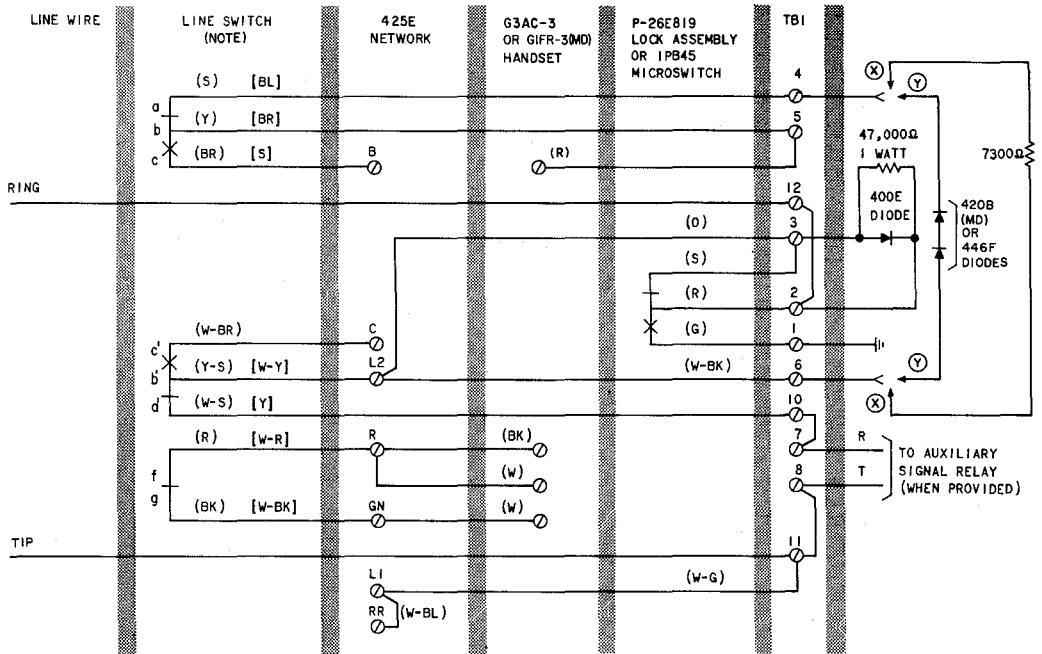 LINE WIRE
LINE SWITCH
(NOTE)
425E
NETWORK
G3AC-3
OR GIFR-3(MD)
HANDSET
P-26E819
LOCK ASSEMBLY
OR IPB45
MICROSWITCH
TB1
4
X
Y
(S) [BL]
a
(Y) [BR]
b
5
47,000Ω
1 WATT
7300Ω
c
(BR) [S]
B
(R)
RING
12
400E
DIODE
420B
(MD)
OR
446F
DIODES
(O)
3
(S)
(R)
2
(G)
1
(W-BR)
C
c'
L2
b'
(Y-S) [W-Y]
(W-BK)
6
Y
X
d
(W-S) [Y]
10
(R) [W-R]
R
(BK)
7
R
TO AUXILIARY
SIGNAL RELAY
(WHEN PROVIDED)
f
(W)
8
T
g
(BK) [W-BK]
GN
(W)
TIP
11
L1
(W-G)
RR
(W-BL)